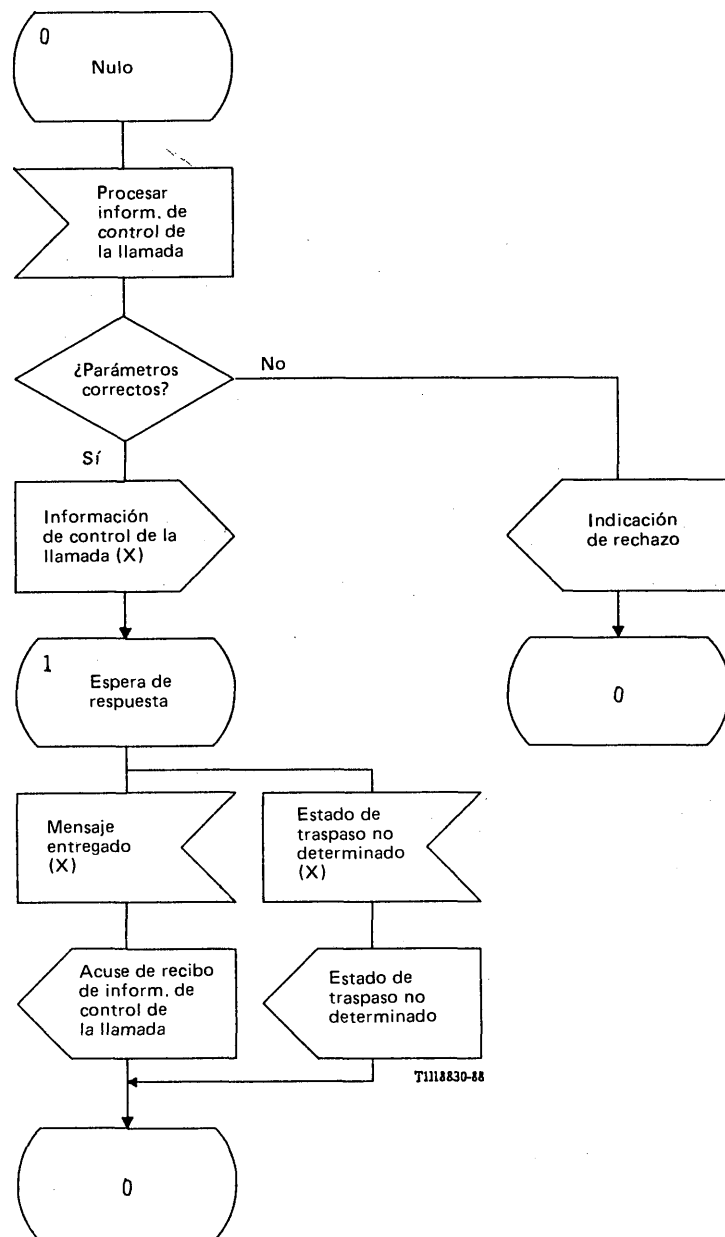 0
Nulo
Procesar
inform. de
control de
la llamada
¿Parámetros
correctos?
No
Sí
Información
de control de la
llamada (X)
Indicación
de rechazo
1
Espera de
respuesta
0
Mensaje
entregado
(X)
Estado de
traspaso no
determinado
(X)
Acuse de recibo
de inform. de
control de
la llamada
Estado de
traspaso no
determinado
T1118830-88
0